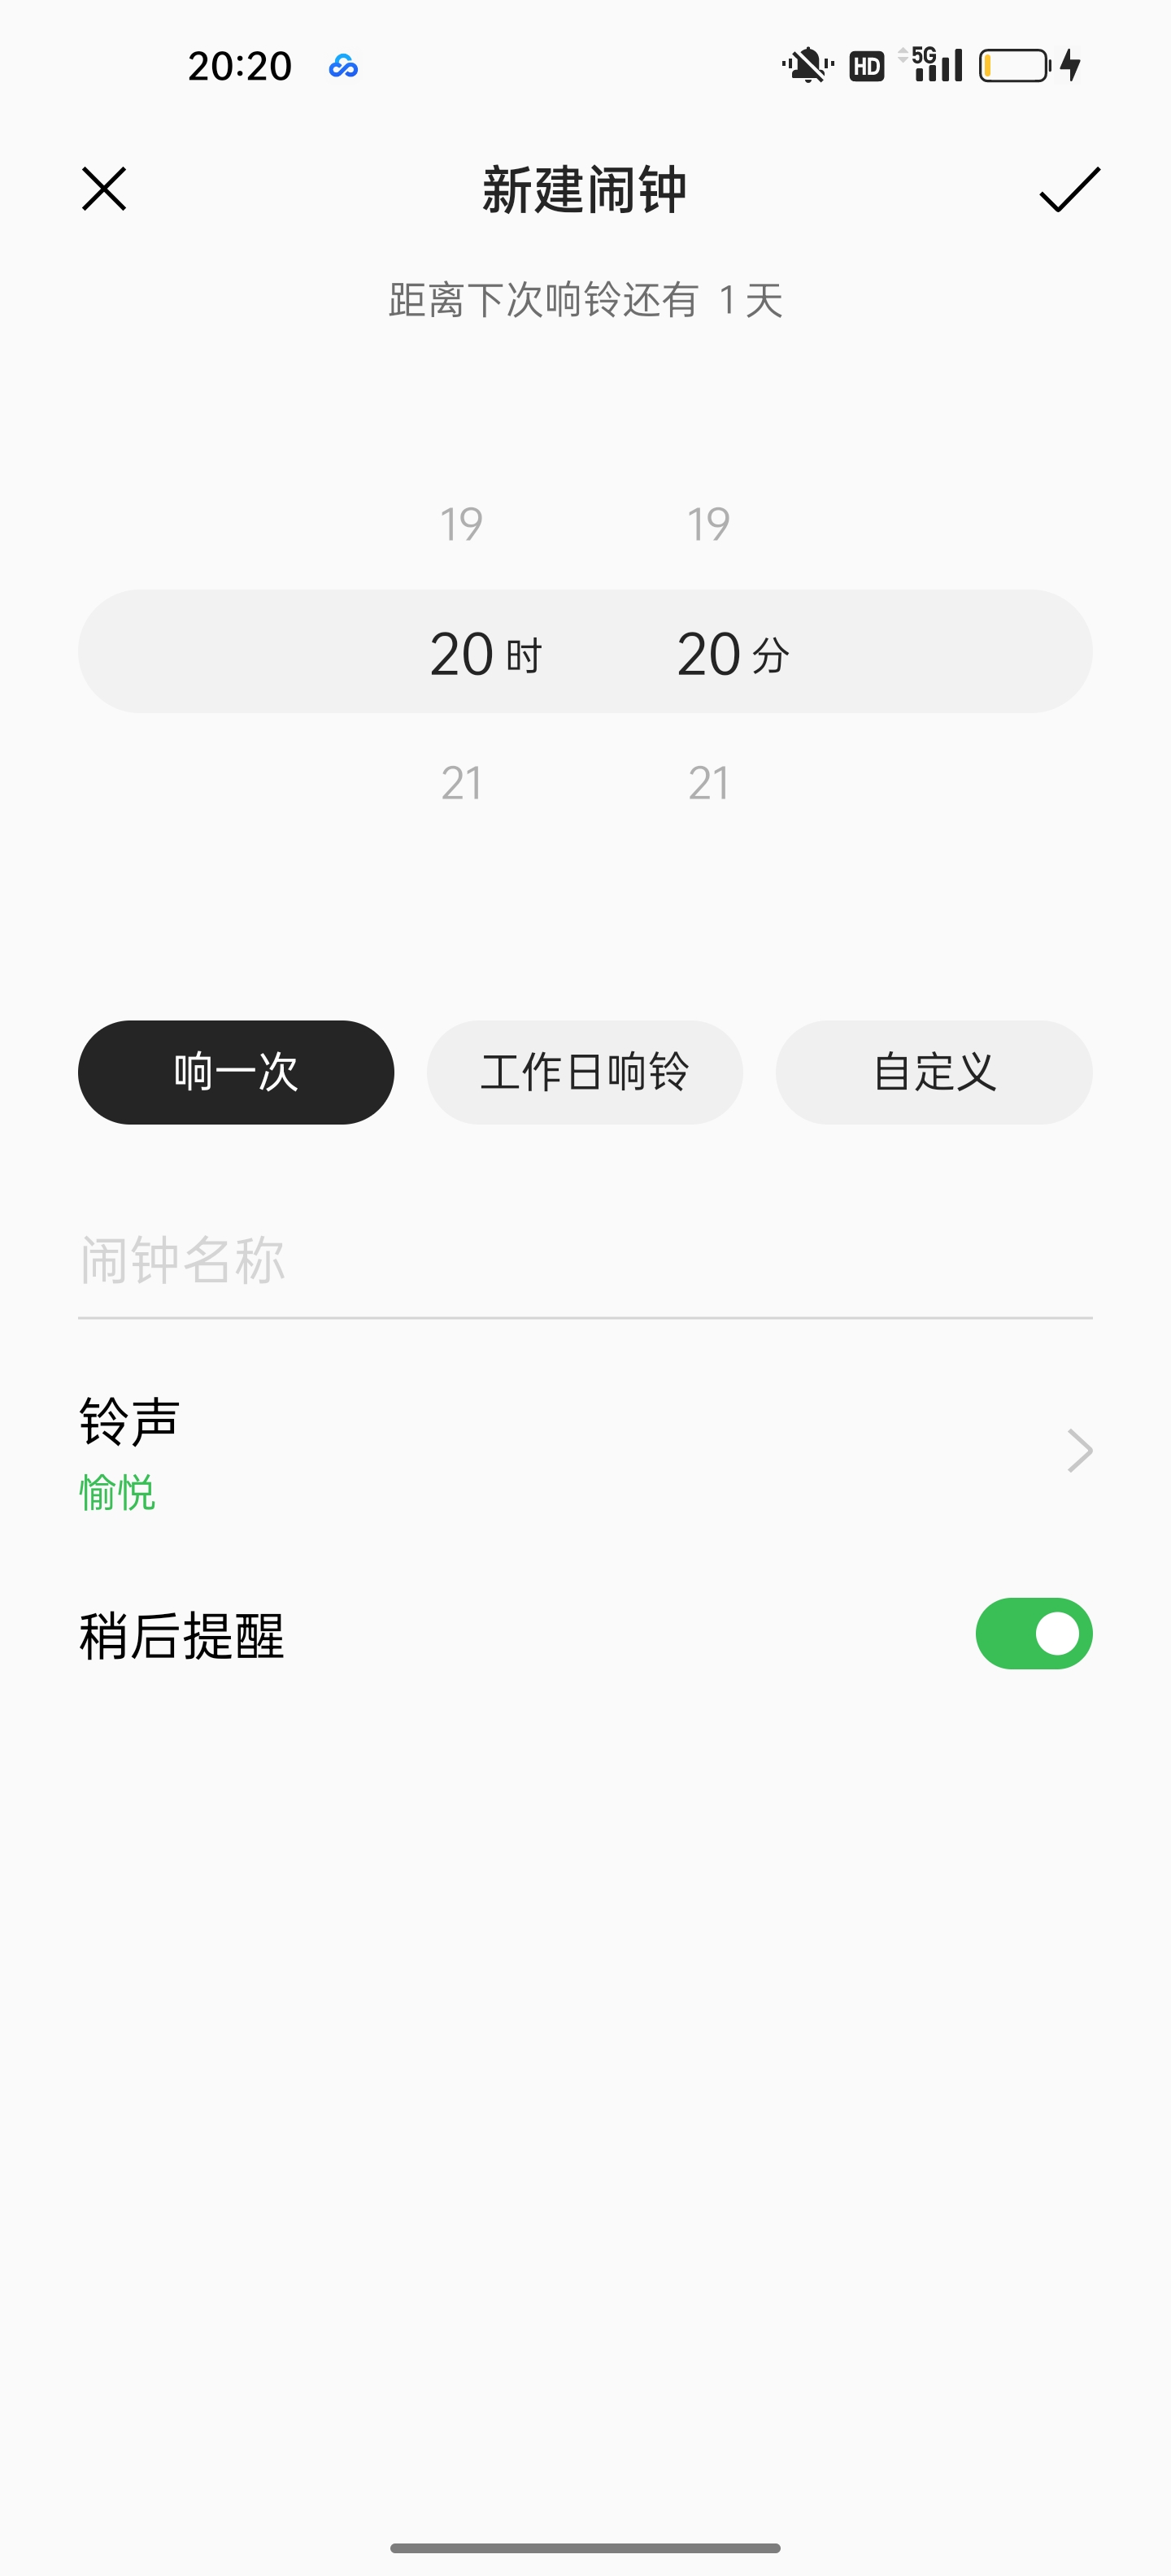 20:20 HD 5G
新建闹钟
距离下次响铃还有 1 天
19 19
20 时 20 分
21 21
响一次 工作日响铃 自定义
闹钟名称
铃声
愉悦
稍后提醒